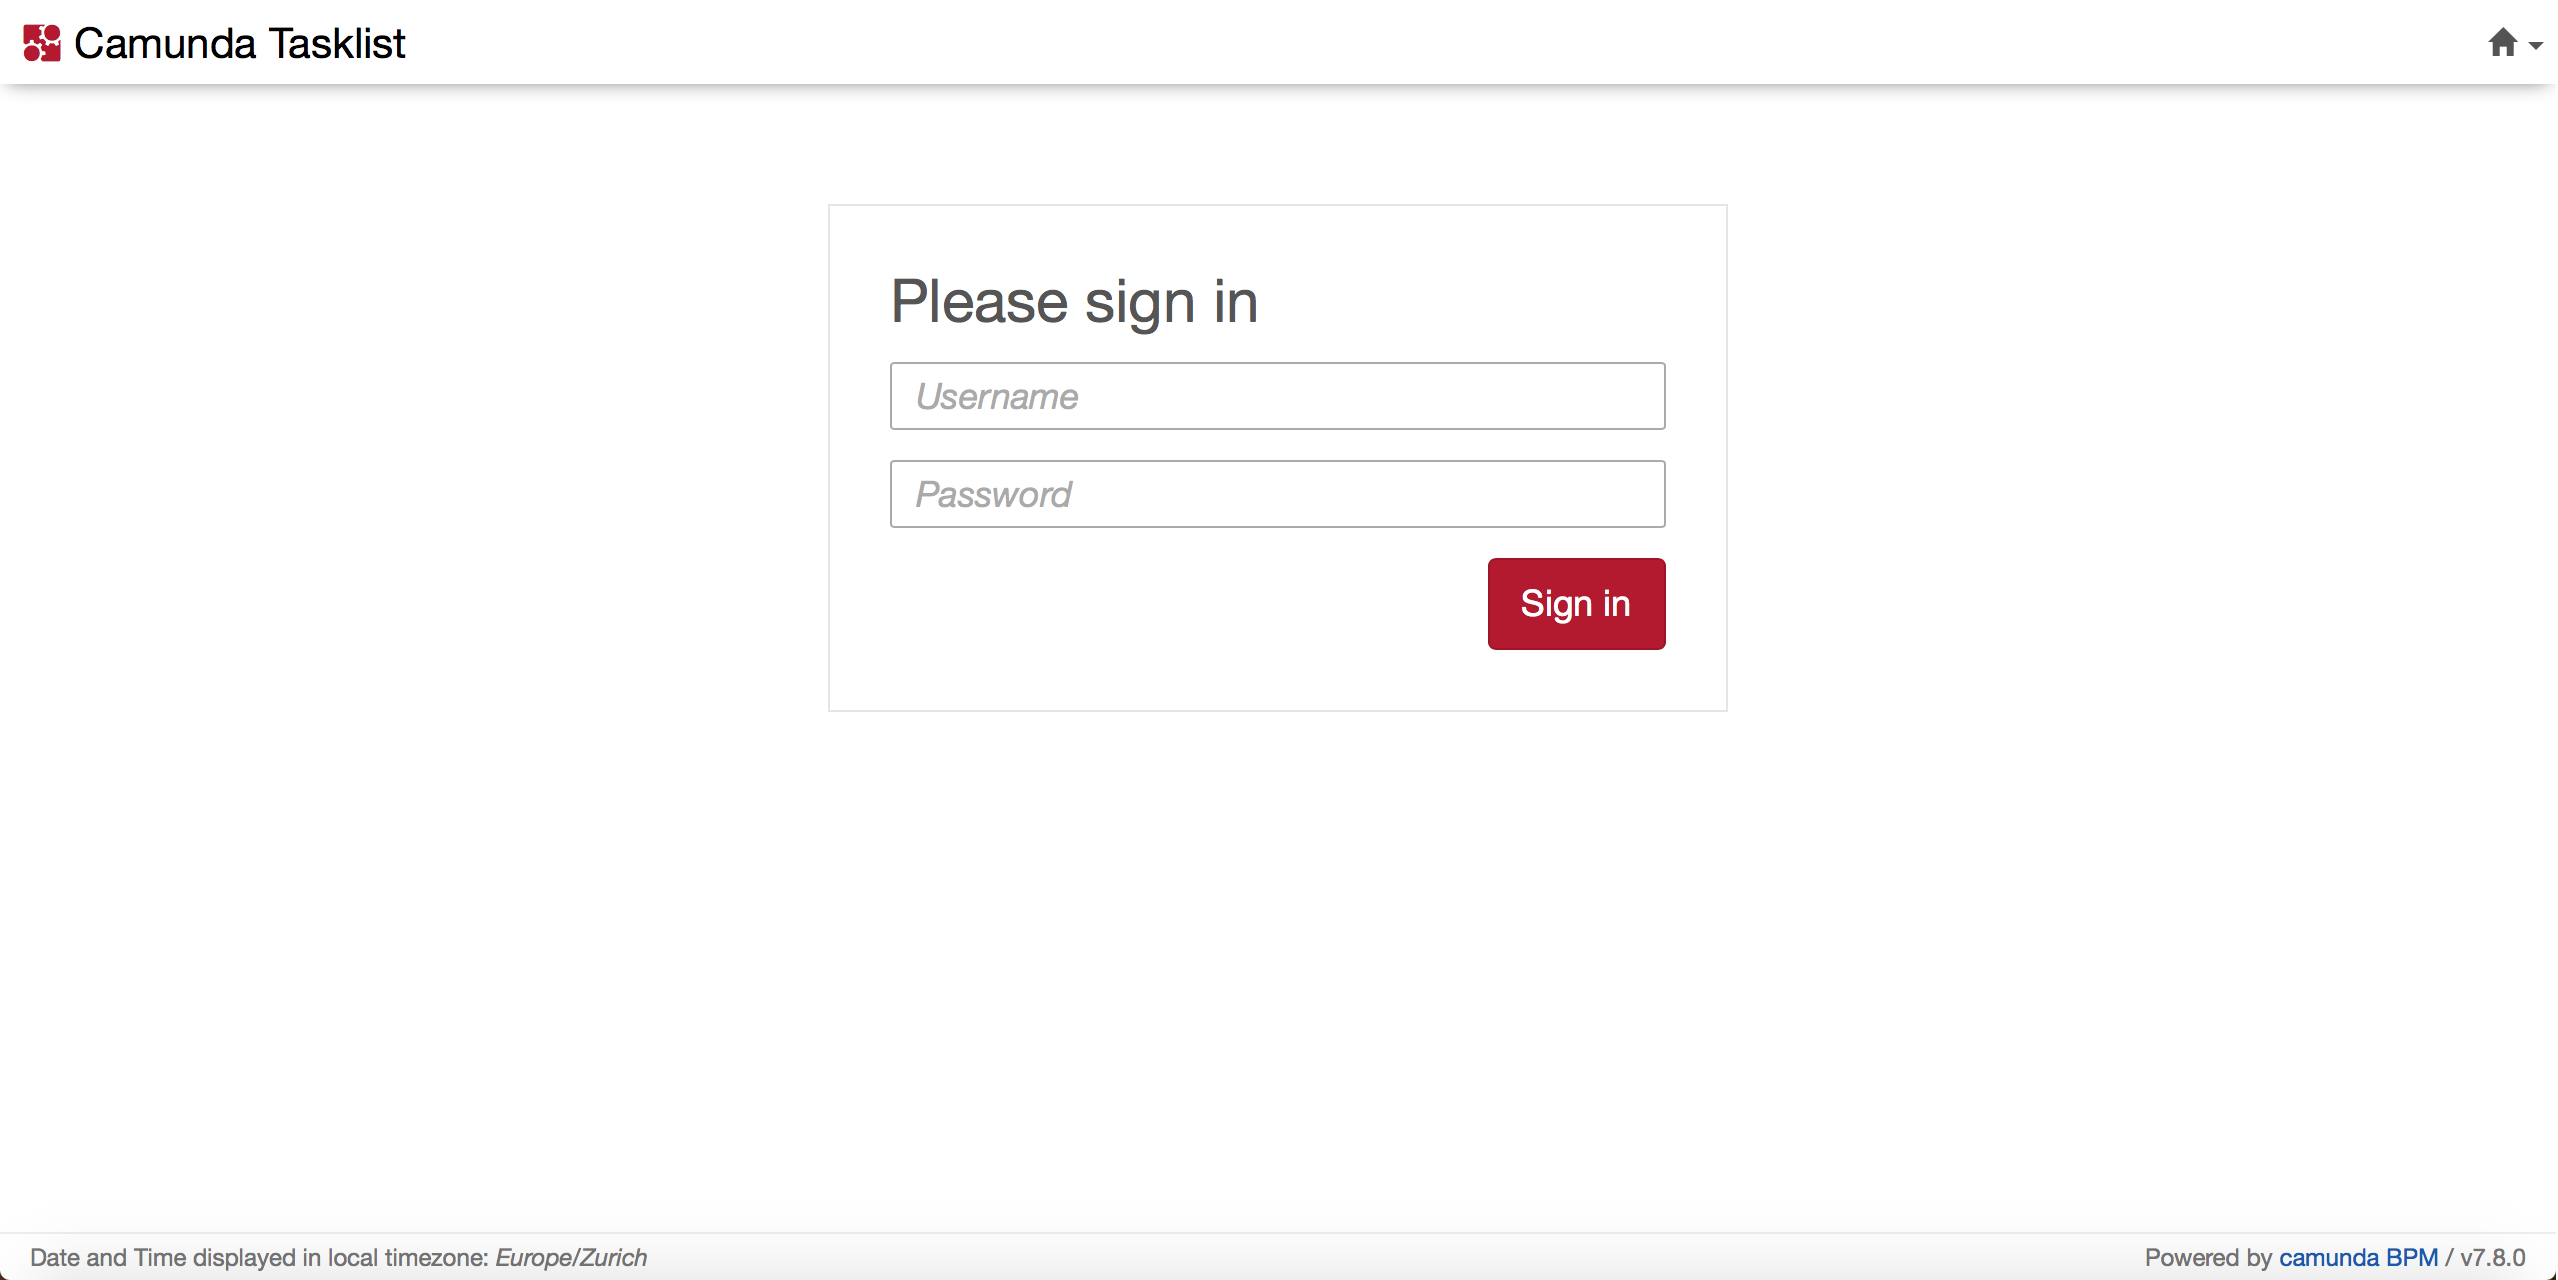 Camunda Tasklist
Please sign in
Username
Password
Sign in
Date and Time displayed in local timezone: Europe/Zurich
Powered by camunda BPM / v7.8.0